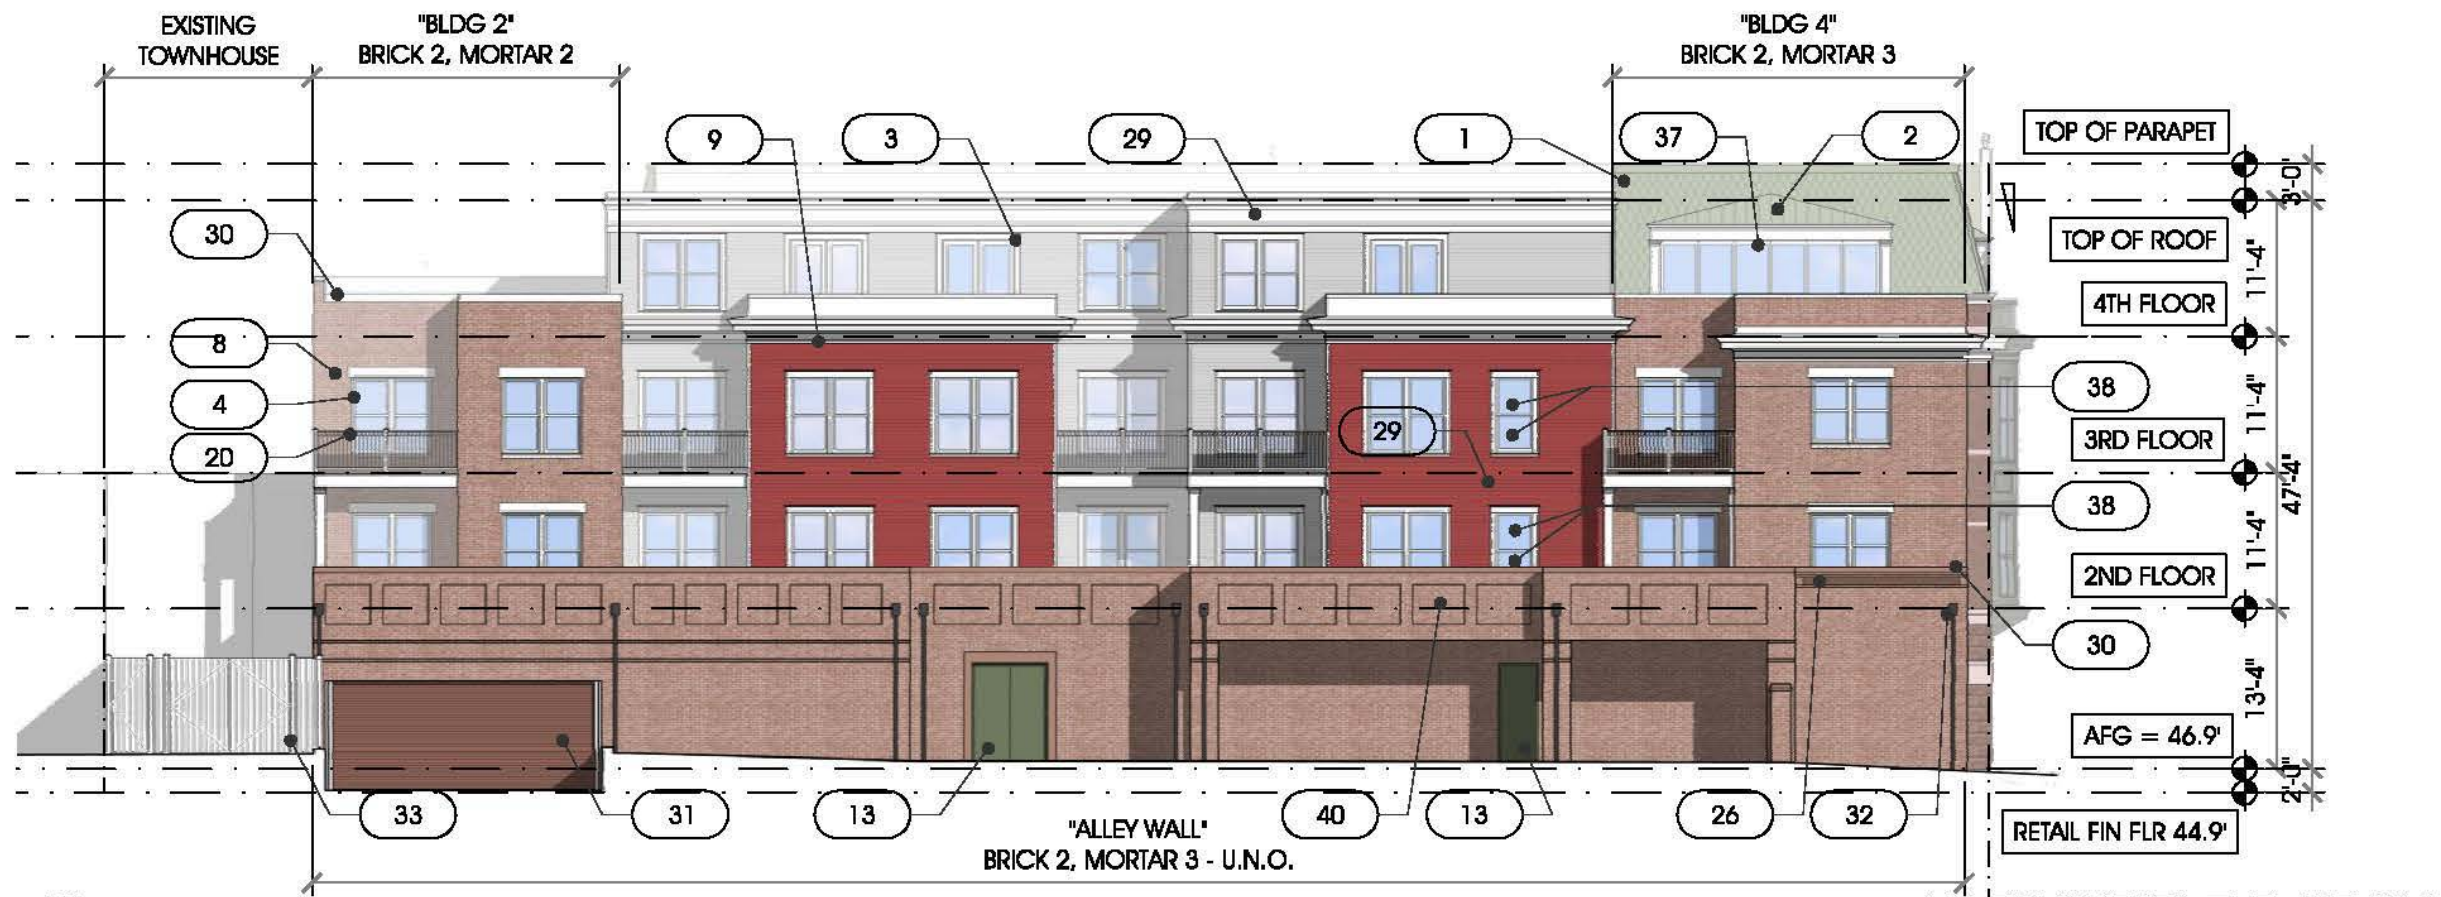 EXISTING
TOWNHOUSE
"BLDG 2"
BRICK 2, MORTAR 2
"BLDG 4"
BRICK 2, MORTAR 3
9
3
29
1
37
2
TOP OF PARAPET
3'-0"
30
TOP OF ROOF
11'-4"
4TH FLOOR
8
4
20
38
29
11'-4"
3RD FLOOR
47'-4"
38
11'-4"
2ND FLOOR
30
13'-4"
AFG = 46.9'
2'-0"
33
31
13
40
13
26
32
RETAIL FIN FLR 44.9'
"ALLEY WALL"
BRICK 2, MORTAR 3 - U.N.O.